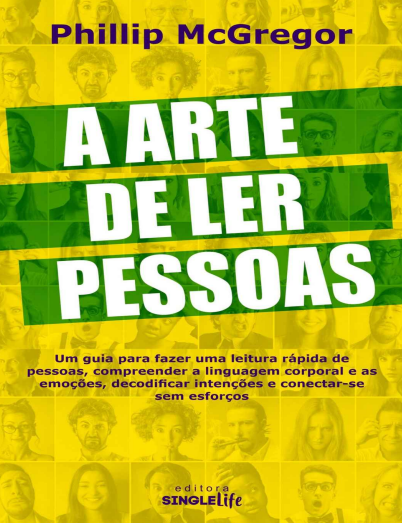 Phillip McGregor
A ARTE
DE LER
PESSOAS
Um guia para fazer uma leitura rápida de
pessoas, compreender a linguagem corporal e as
emoções, decodificar intenções e conectar-se
sem esforços
editora
SINGLELife